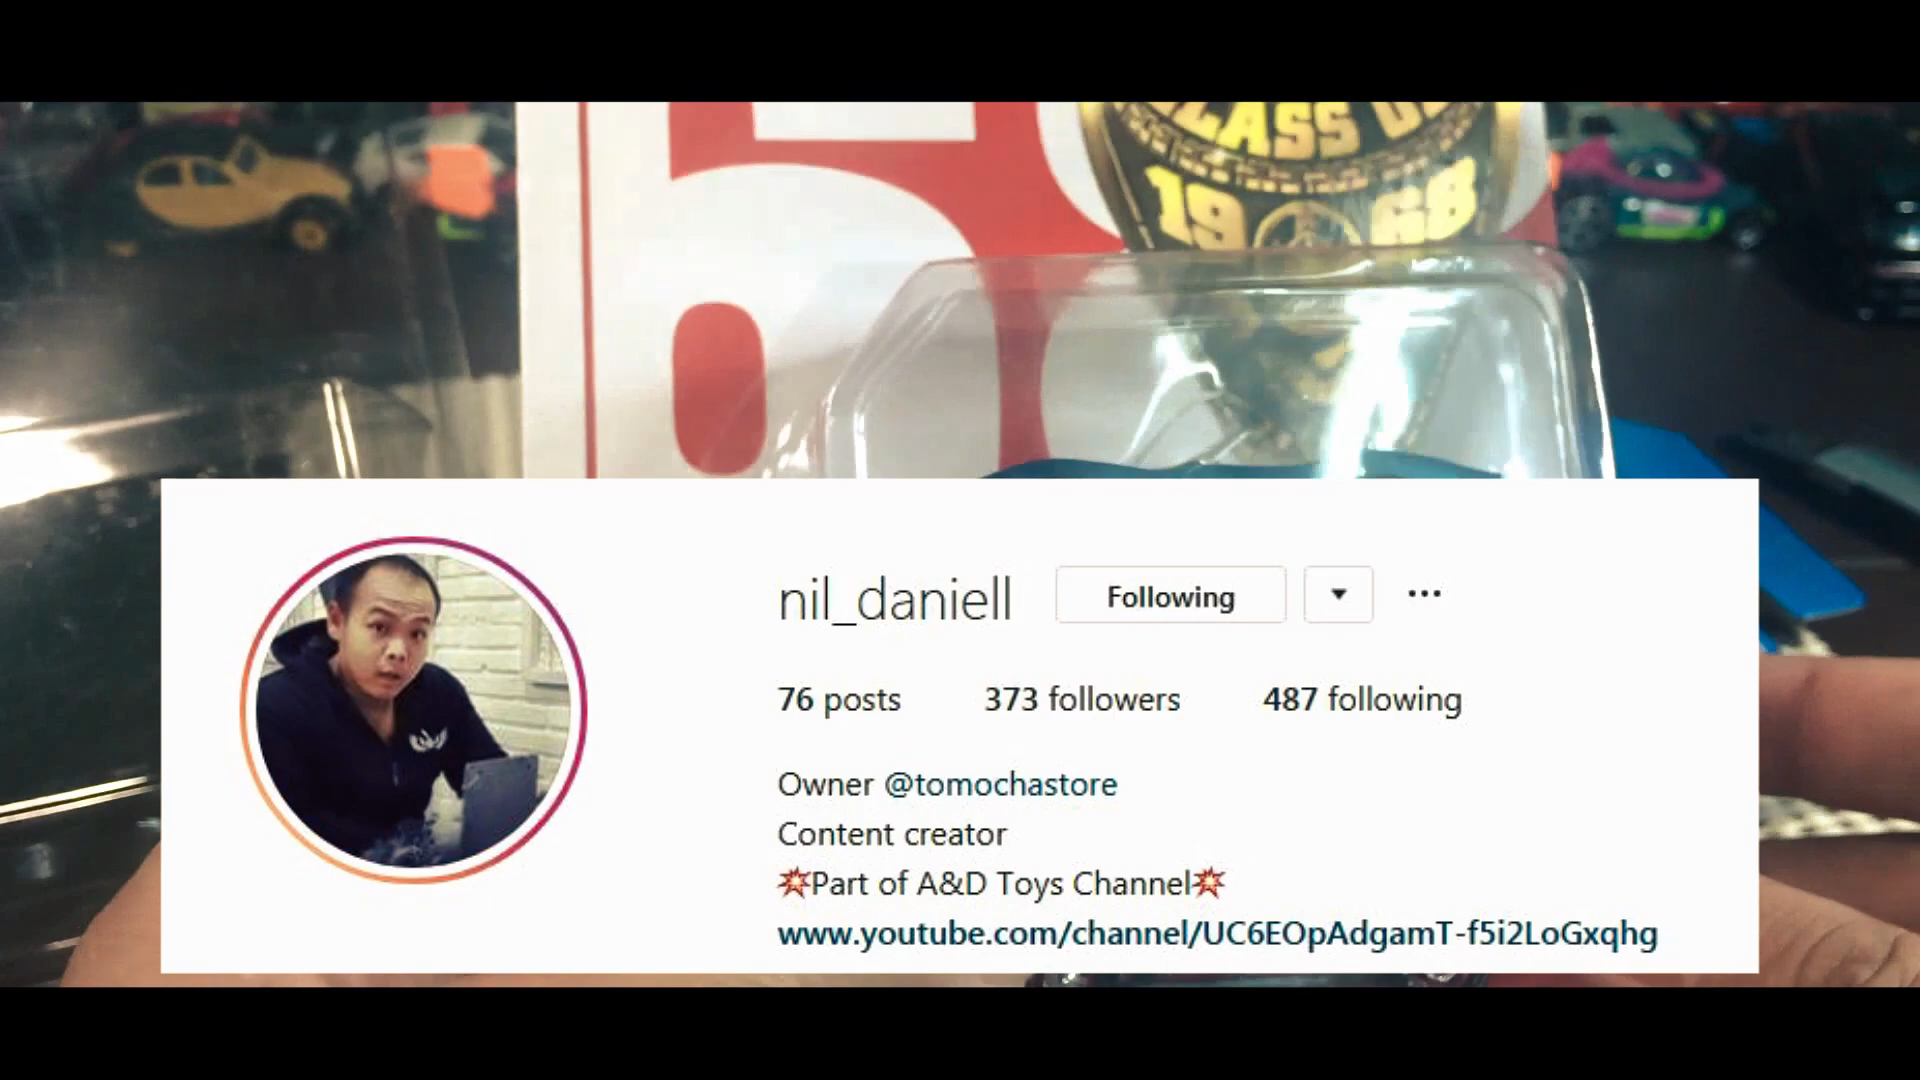 CLASS OF
1968
nil_daniell Following ...
76 posts 373 followers 487 following
Owner @tomochastore
Content creator
💥Part of A&D Toys Channel💥
www.youtube.com/channel/UC6EOpAdgamT-f5i2LoGxqhg